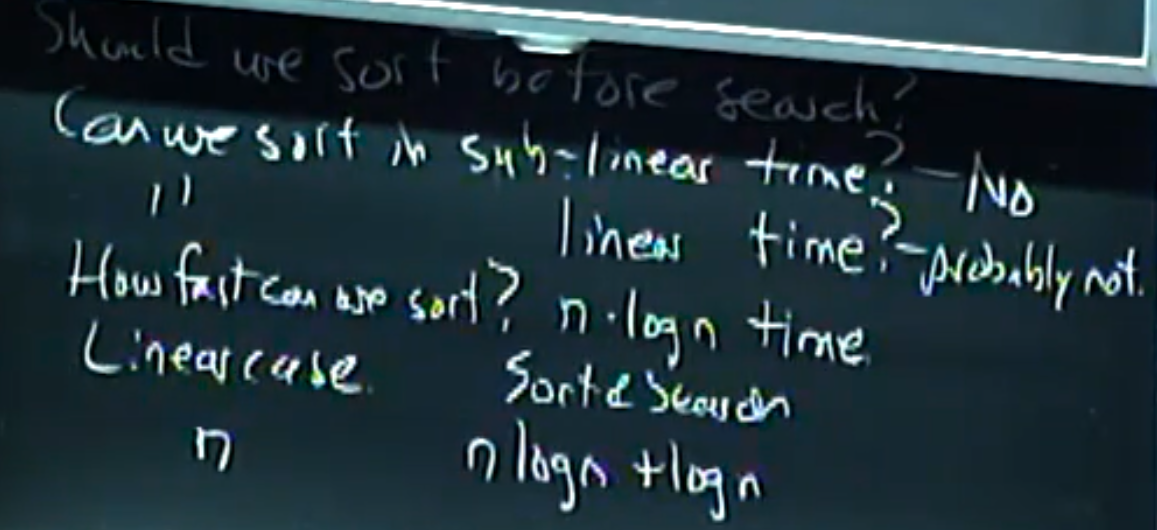 Should we sort before search?
Can we sort in sub-linear time? - No
" linear time? - probably not.
How fast can we sort? n·log n time
Linear case. Sort & Search
n n log n + log n